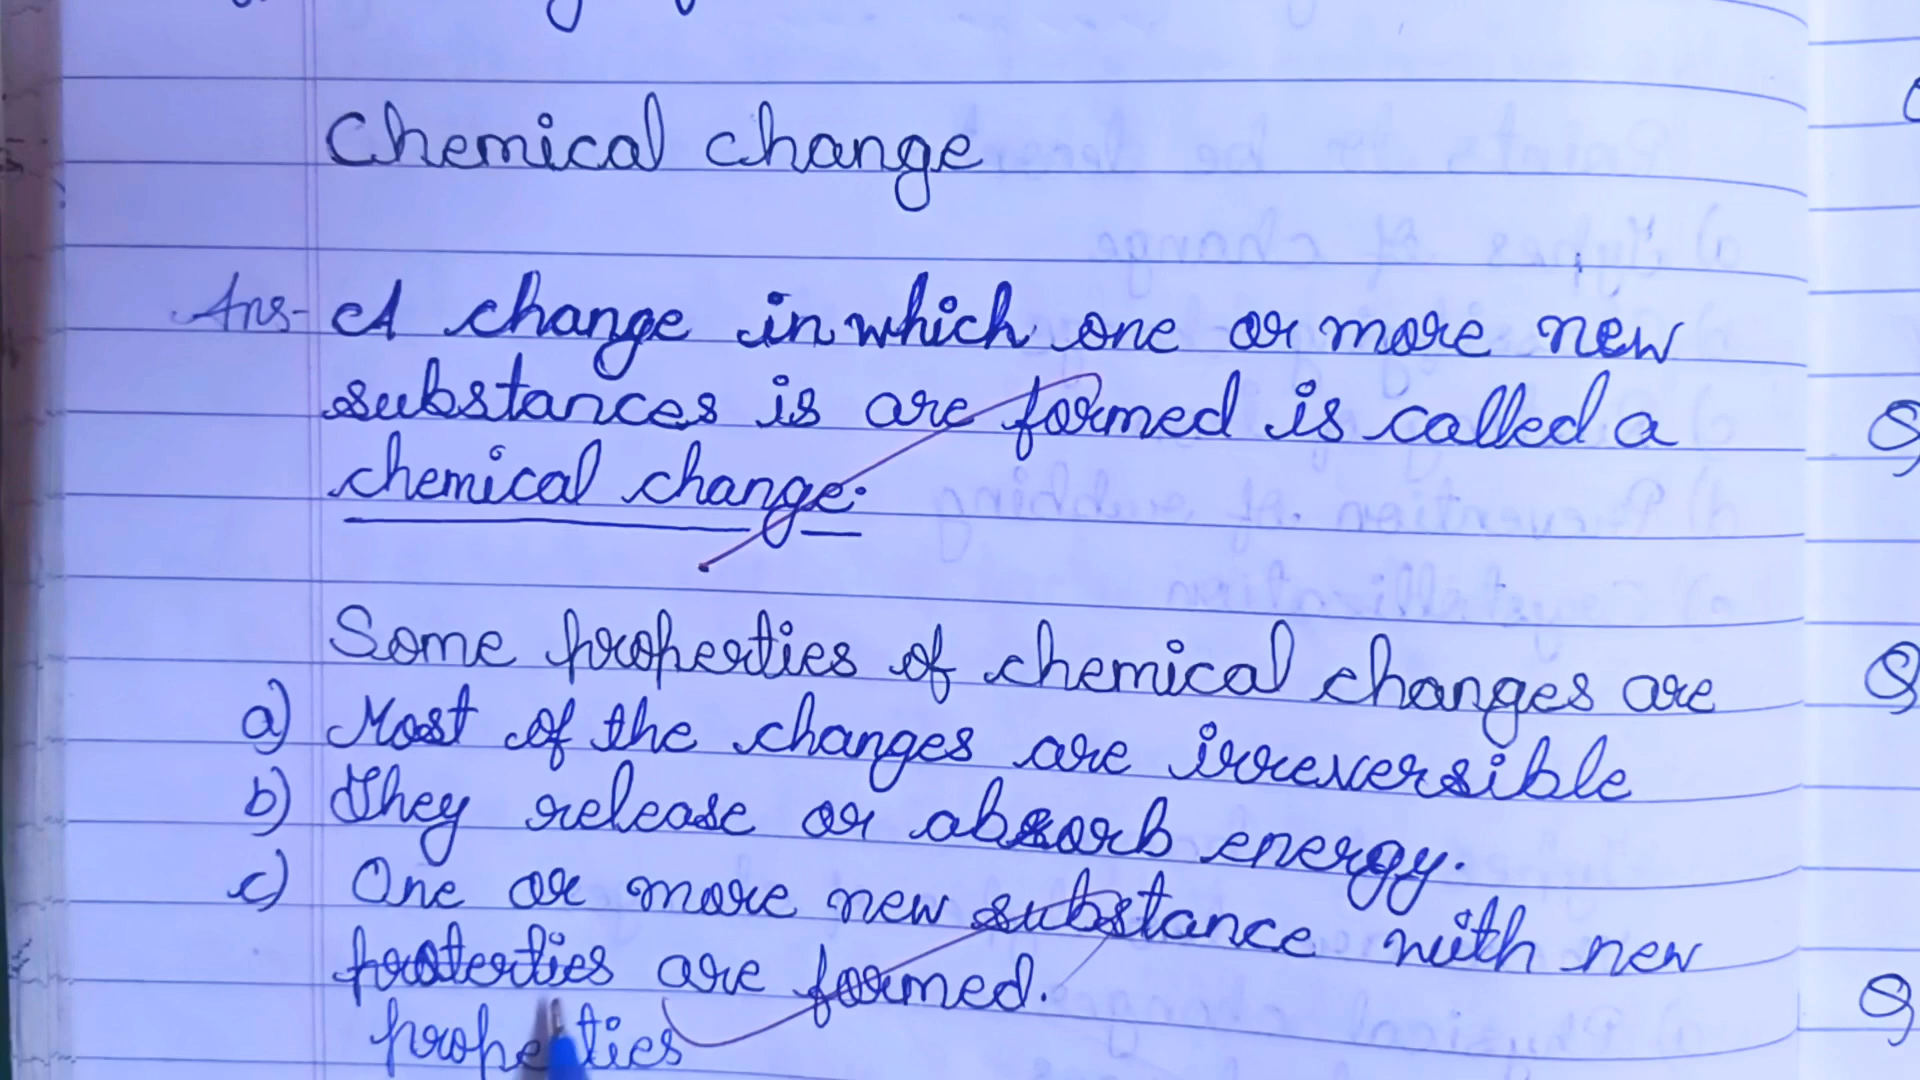 Chemical change
Ans- A change in which one or more new
substances is are formed is called a
chemical change.
Some properties of chemical changes are
a) Most of the changes are irreversible
b) They release or absorb energy.
c) One or more new substance with new
protecties are formed.
properties